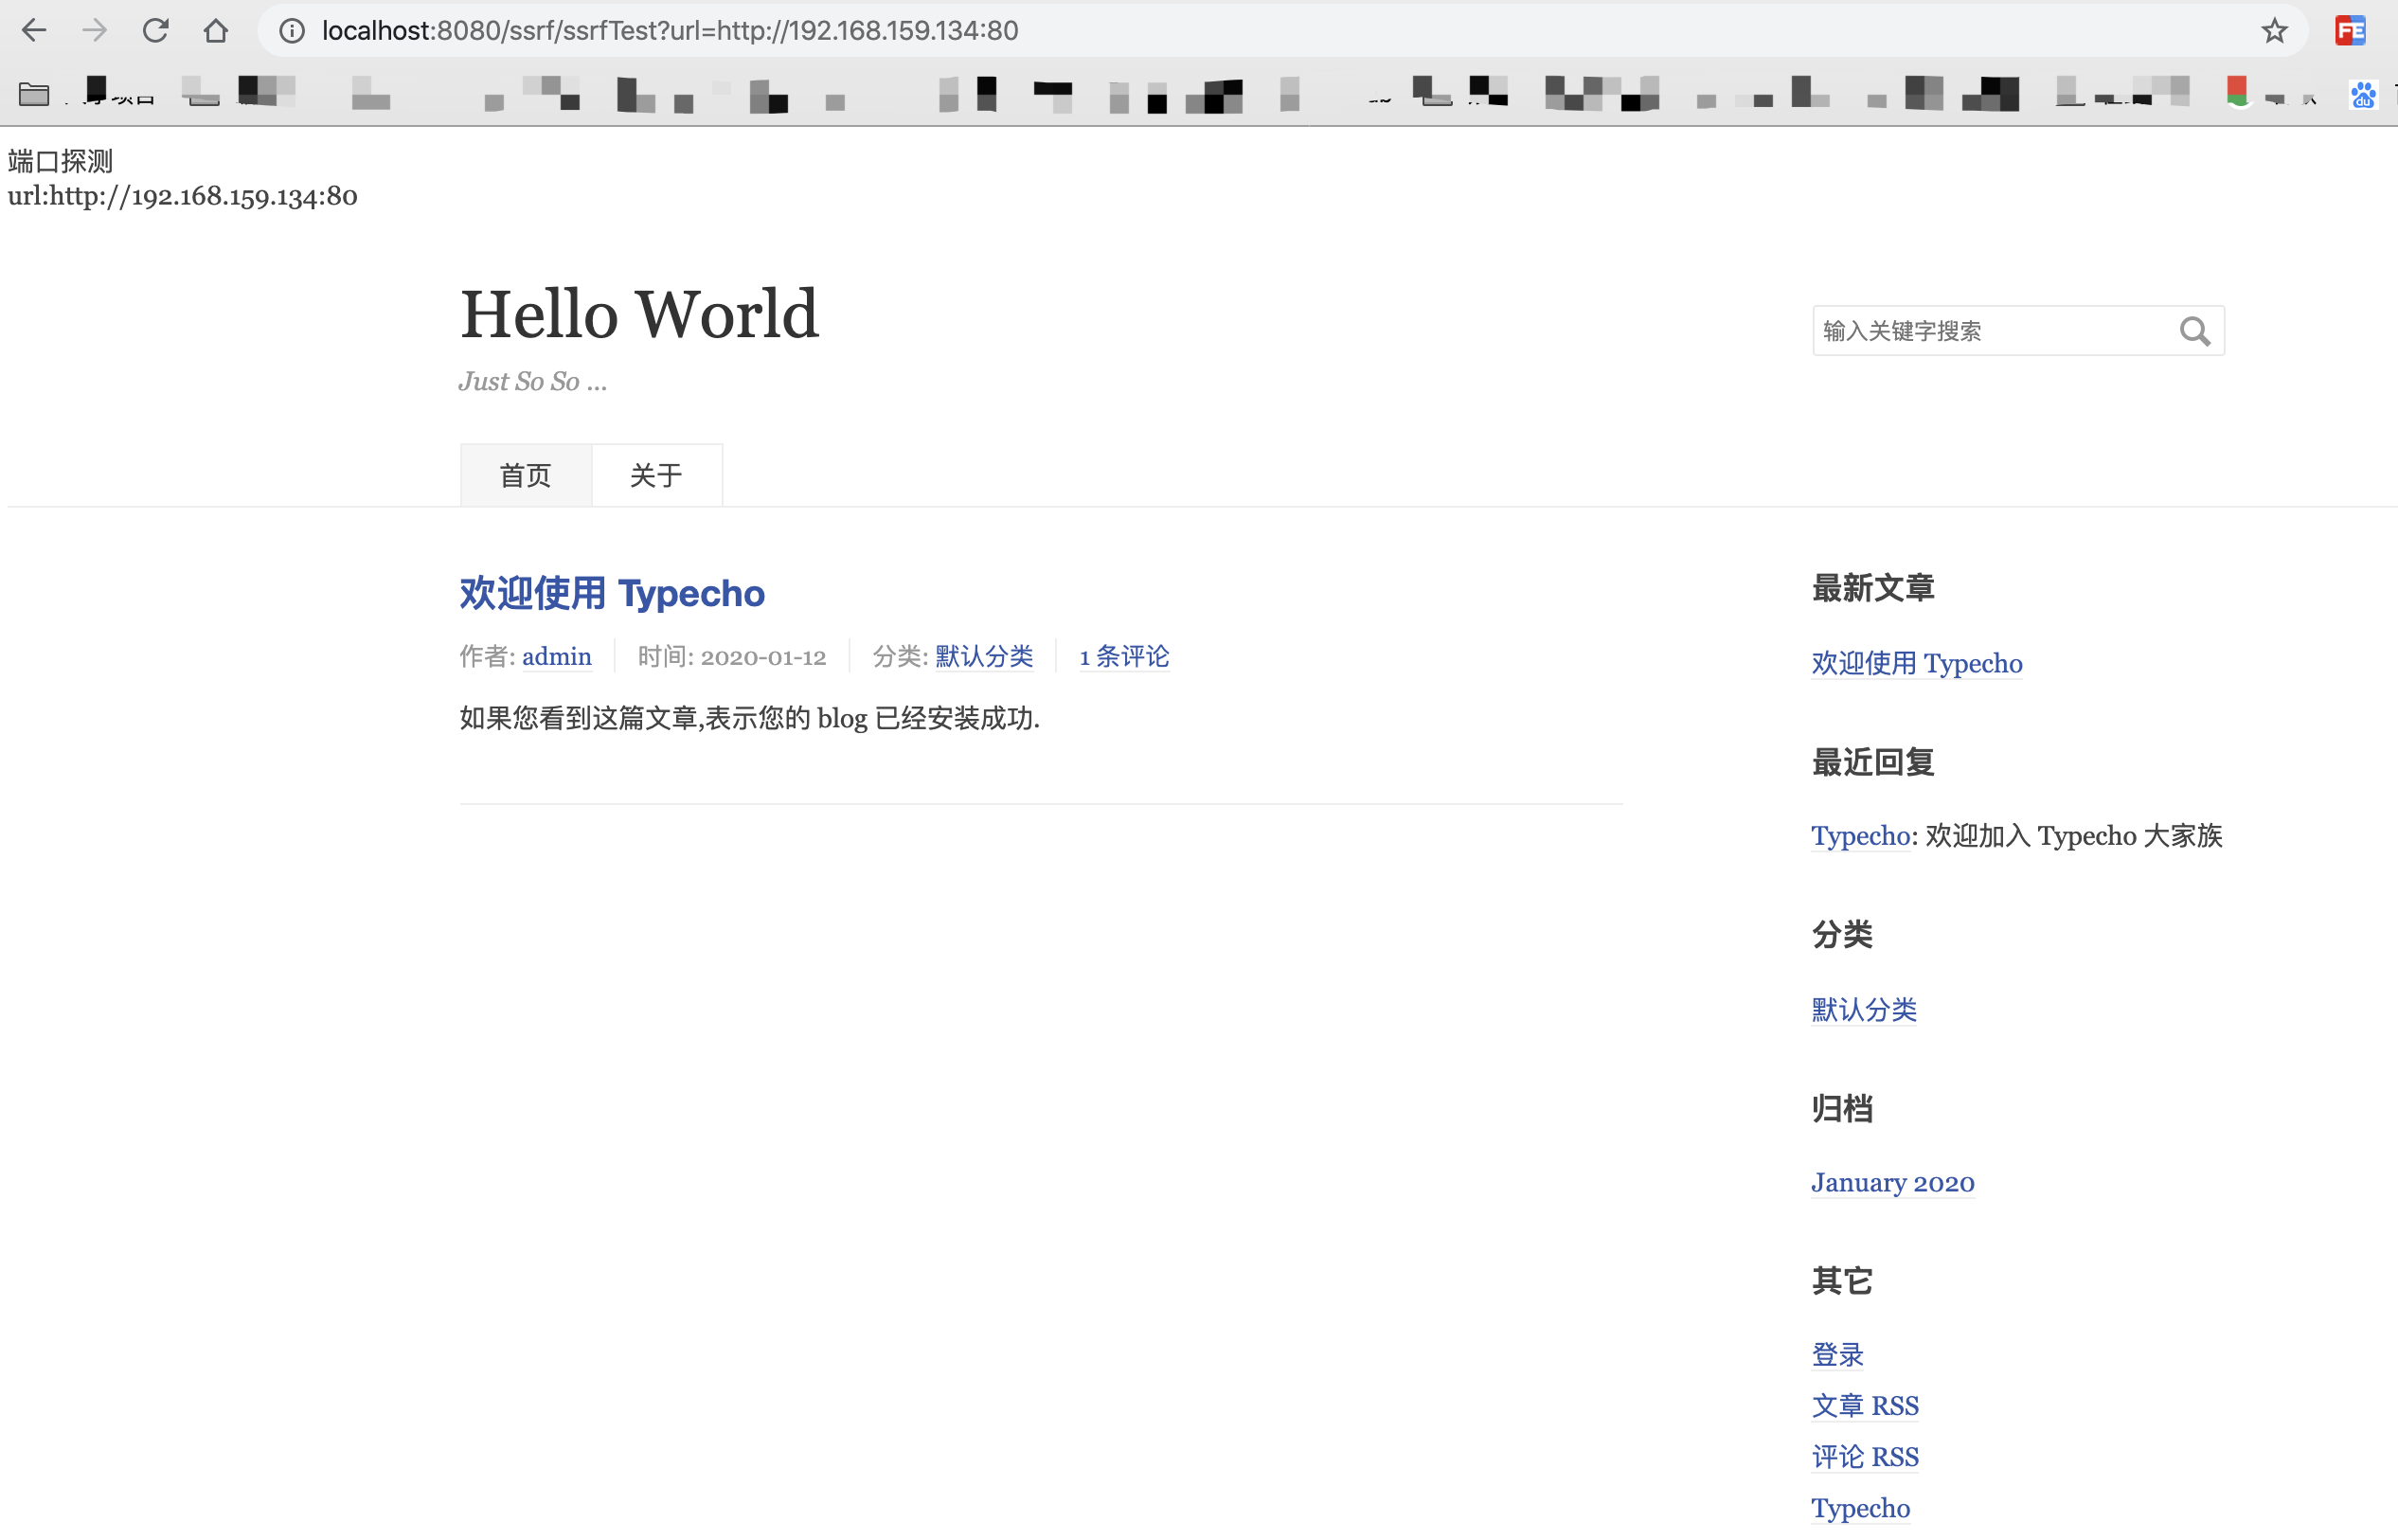 localhost:8080/ssrf/ssrfTest?url=http://192.168.159.134:80
FE
du
端口探测
url:http://192.168.159.134:80
Hello World
输入关键字搜索
Just So So ...
首页 关于
欢迎使用 Typecho
作者: admin 时间: 2020-01-12 分类: 默认分类 1 条评论
如果您看到这篇文章,表示您的 blog 已经安装成功.
最新文章
欢迎使用 Typecho
最近回复
Typecho: 欢迎加入 Typecho 大家族
分类
默认分类
归档
January 2020
其它
登录
文章 RSS
评论 RSS
Typecho